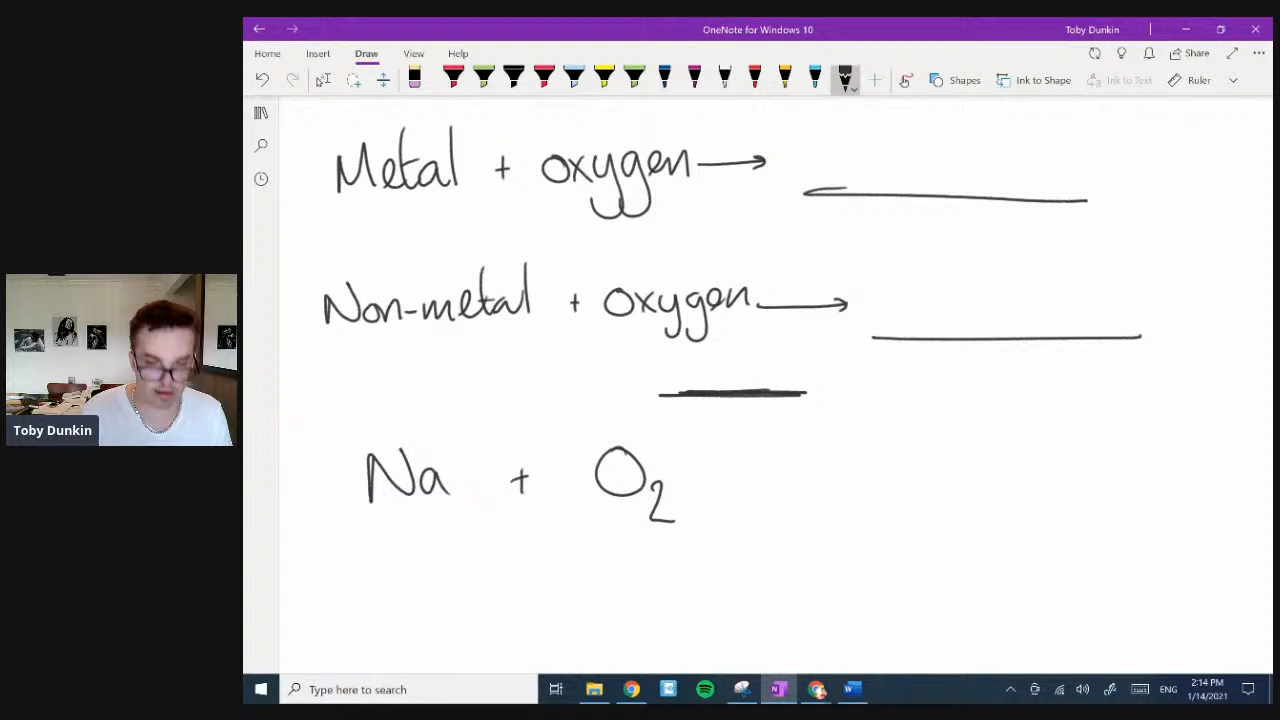 OneNote for Windows 10
Toby Dunkin
Home Insert Draw View Help
Share
Shapes Ink to Shape Ink to Text Ruler
Metal + oxygen →
Non-metal + oxygen →
Na + O₂
Toby Dunkin
Type here to search
ENG
2:14 PM
1/14/2021